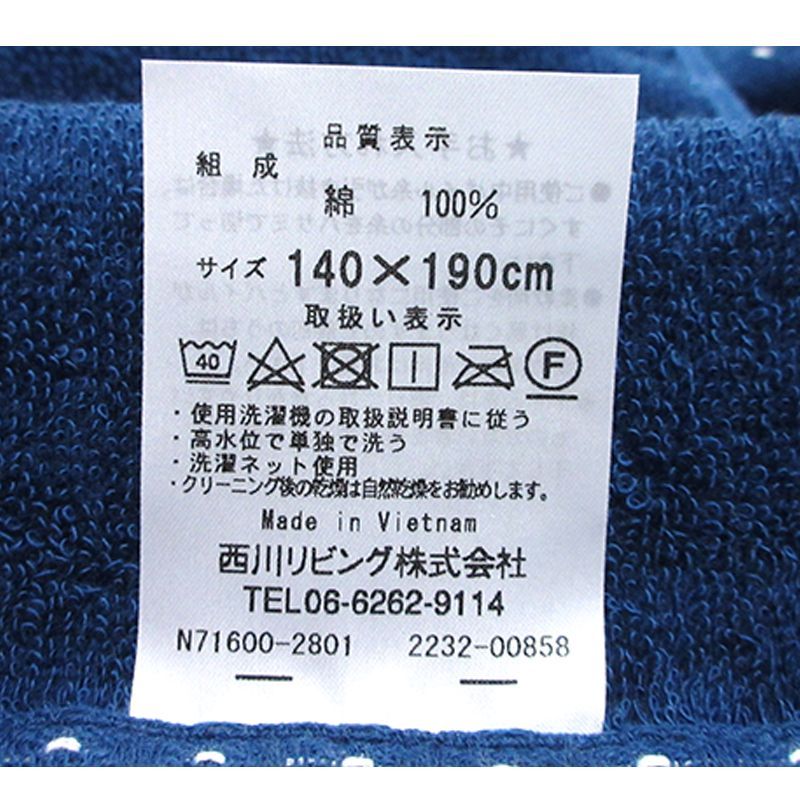 品質表示
組成
綿 100%
サイズ 140×190cm
取扱い表示
40 F
・使用洗濯機の取扱説明書に従う
・高水位で単独で洗う
・洗濯ネット使用
・クリーニング後の乾燥は自然乾燥をお勧めします。
Made in Vietnam
西川リビング株式会社
TEL06-6262-9114
N71600-2801 2232-00858